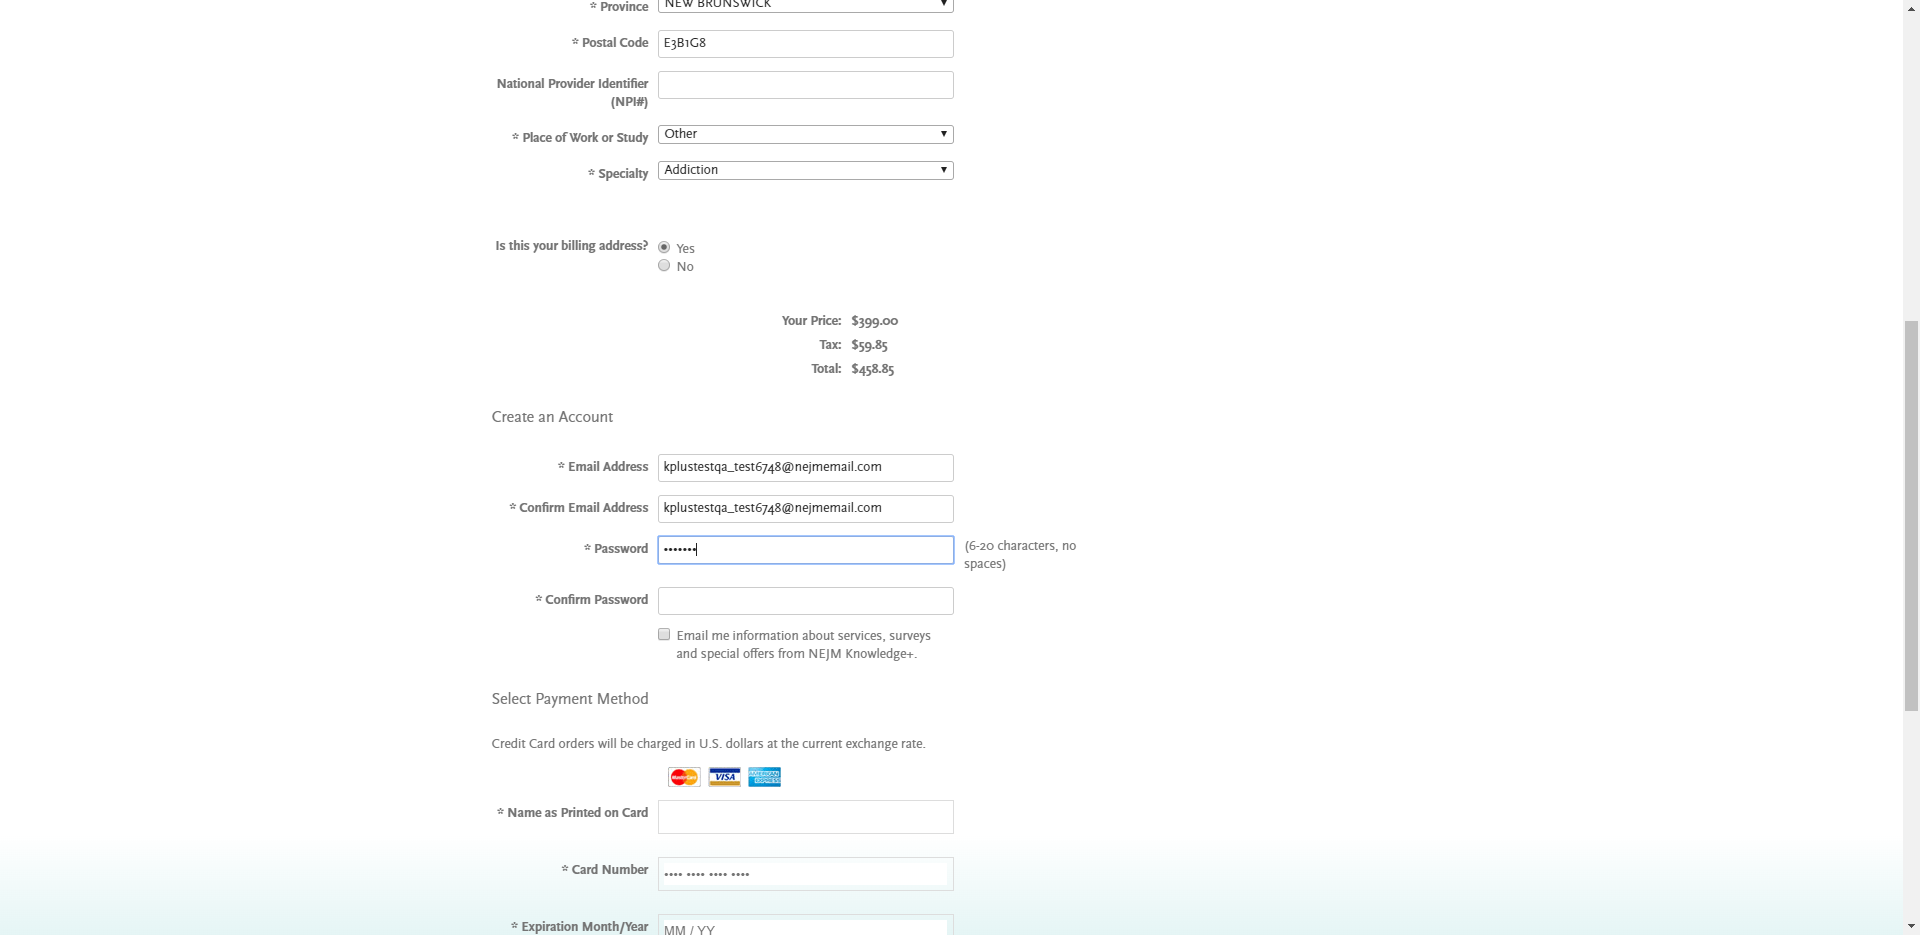 * Province NEW BRUNSWICK
* Postal Code E3B1G8
National Provider Identifier
(NPI#)
* Place of Work or Study Other
* Specialty Addiction
Is this your billing address? Yes
No
Your Price: $399.00
Tax: $59.85
Total: $458.85
Create an Account
* Email Address kplustestqa_test6748@nejmemail.com
* Confirm Email Address kplustestqa_test6748@nejmemail.com
* Password ••••••• (6-20 characters, no
spaces)
* Confirm Password
Email me information about services, surveys
and special offers from NEJM Knowledge+.
Select Payment Method
Credit Card orders will be charged in U.S. dollars at the current exchange rate.
MasterCard VISA AMERICAN EXPRESS
* Name as Printed on Card
* Card Number •••• •••• •••• ••••
* Expiration Month/Year MM / YY